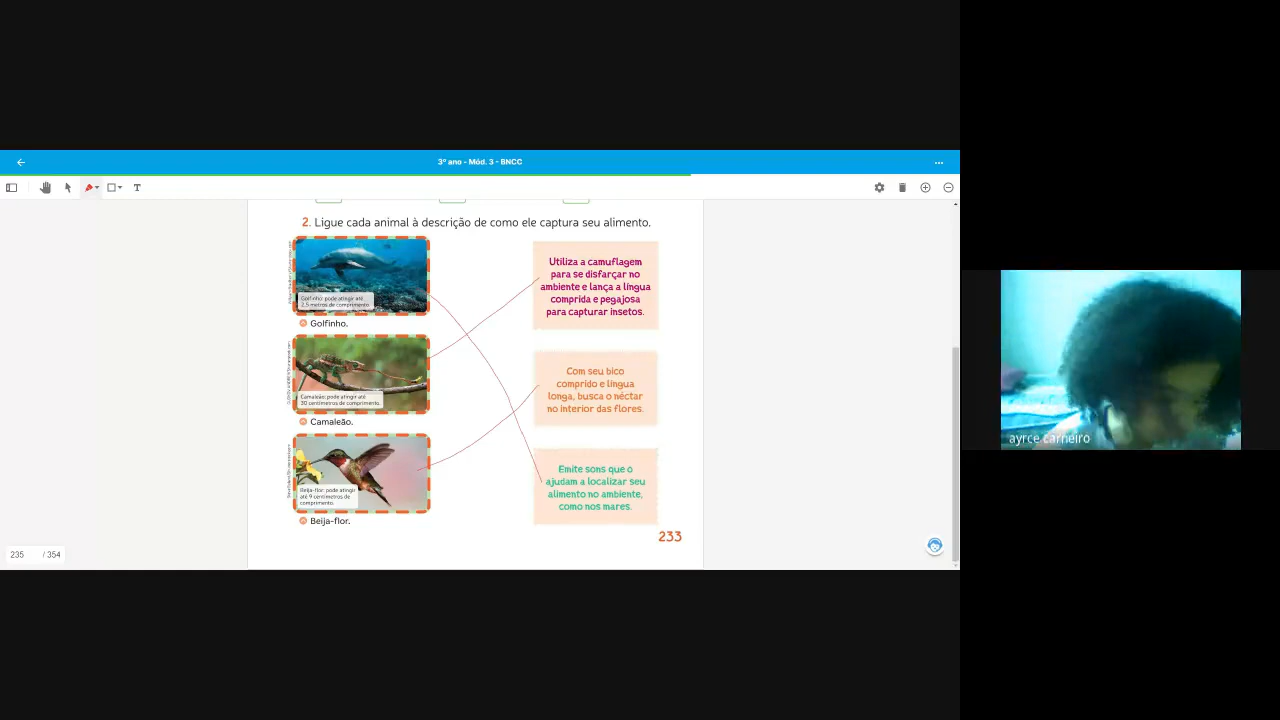 3º ano - Mód. 3 - BNCC
T
2. Ligue cada animal à descrição de como ele captura seu alimento.
Golfinho: pode atingir até
2,5 metros de comprimento.
Golfinho.
Camaleão: pode atingir até
30 centímetros de comprimento.
Camaleão.
Beija-flor: pode atingir
até 9 centímetros de
comprimento.
Beija-flor.
Utiliza a camuflagem
para se disfarçar no
ambiente e lança a língua
comprida e pegajosa
para capturar insetos.
Com seu bico
comprido e língua
longa, busca o néctar
no interior das flores.
Emite sons que o
ajudam a localizar seu
alimento no ambiente,
como nos mares.
233
235 / 354
ayrce carneiro